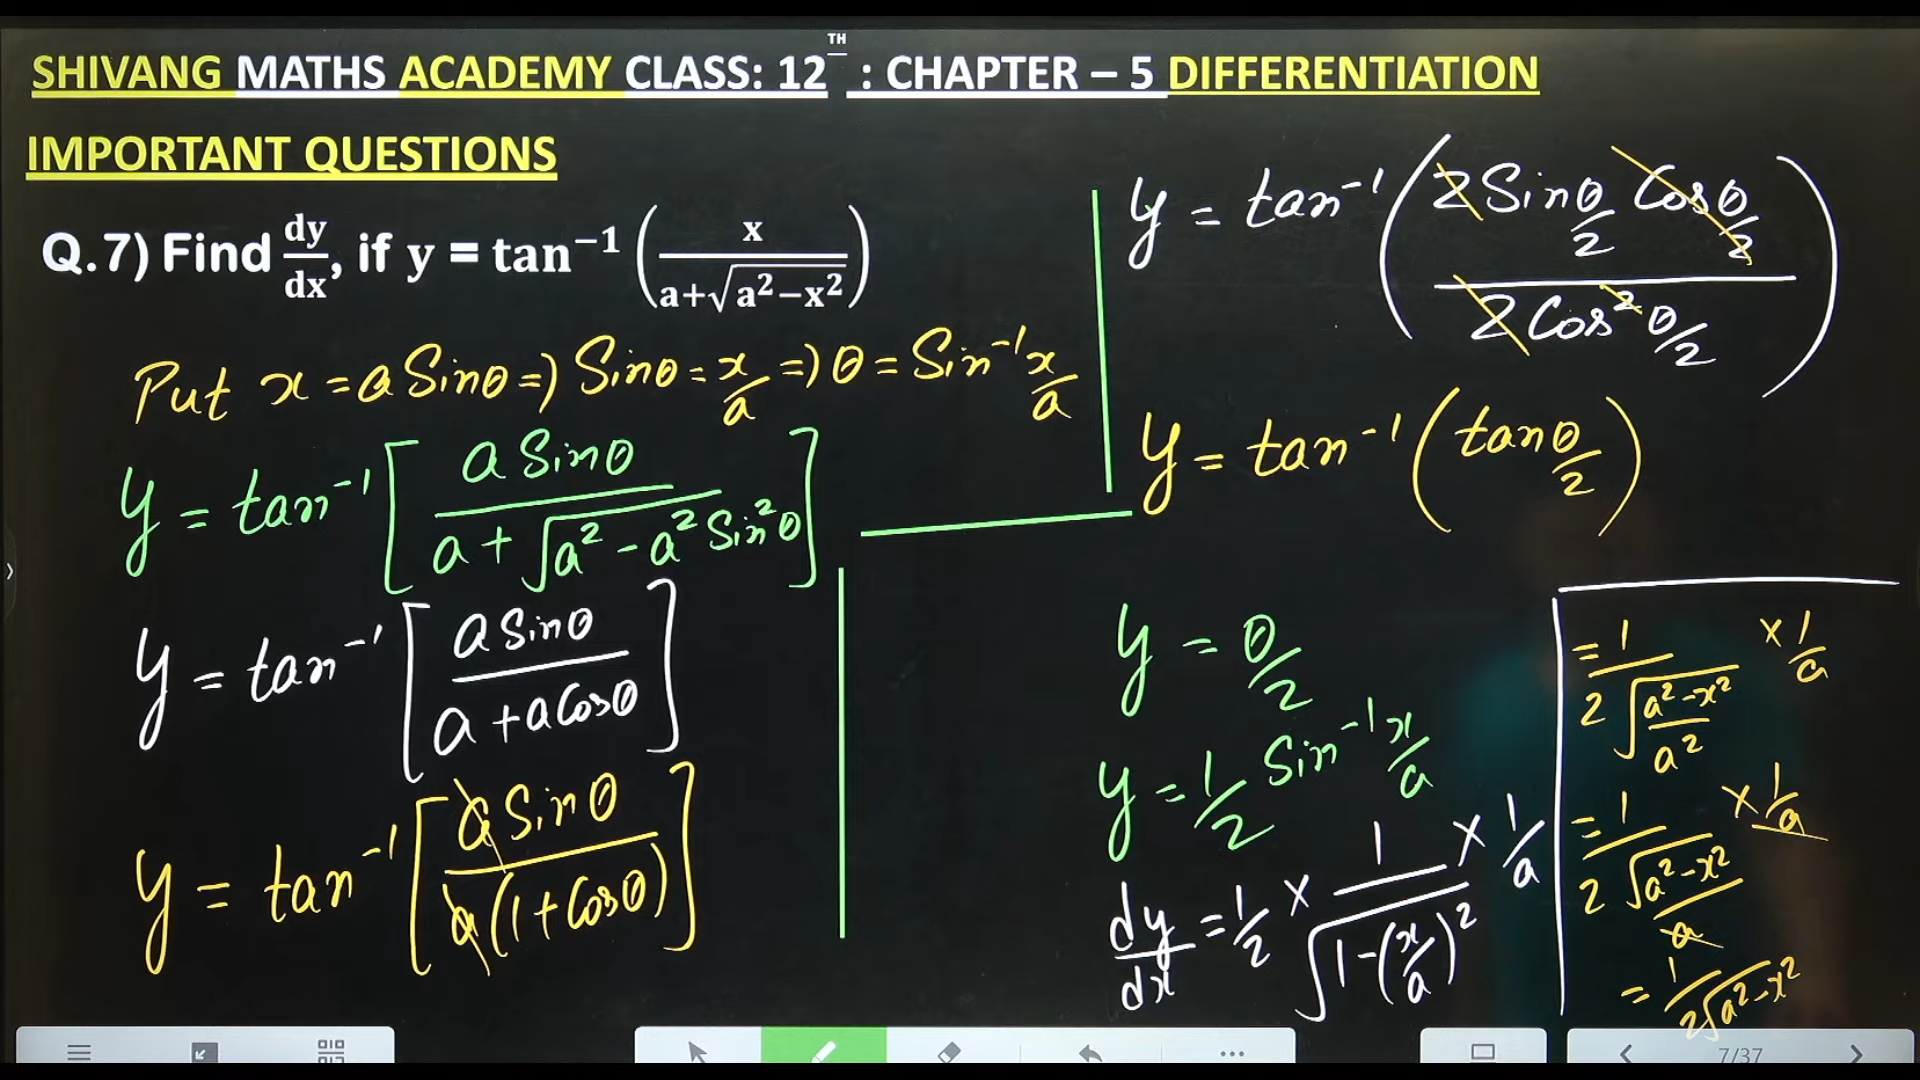 SHIVANG MATHS ACADEMY CLASS: 12TH : CHAPTER – 5 DIFFERENTIATION
IMPORTANT QUESTIONS
Q.7) Find dy/dx, if y = tan⁻¹ (x / (a+√(a²−x²)))
Put x = a Sinθ => Sinθ = x/a => θ = Sin⁻¹ x/a
y = tan⁻¹ [a Sinθ / (a + √(a² - a² Sin²θ))]
y = tan⁻¹ [a Sinθ / (a + a Cosθ)]
y = tan⁻¹ [a Sinθ / (a (1 + Cosθ))]
y = tan⁻¹ (2 Sin θ/2 Cos θ/2 / (2 Cos² θ/2))
y = tan⁻¹ (tan θ/2)
y = θ/2
y = 1/2 Sin⁻¹ x/a
dy/dx = 1/2 × 1/√(1-(x/a)²) × 1/a
= 1 / (2 √((a²-x²)/a²)) × 1/a
= 1 / (2 √(a²-x²)/a) × 1/a
= 1 / (2√(a²-x²))
7/37